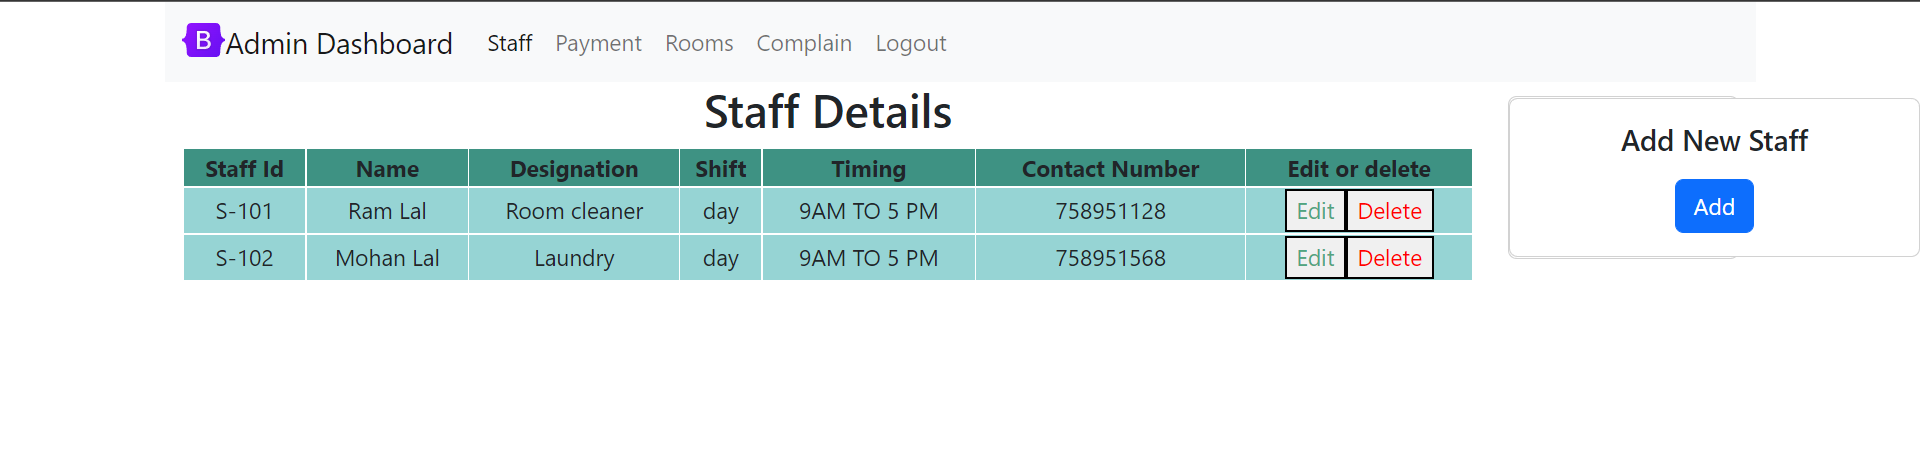 B Admin Dashboard Staff Payment Rooms Complain Logout
Staff Details
Staff Id Name Designation Shift Timing Contact Number Edit or delete
S-101 Ram Lal Room cleaner day 9AM TO 5 PM 758951128 Edit Delete
S-102 Mohan Lal Laundry day 9AM TO 5 PM 758951568 Edit Delete
Add New Staff
Add